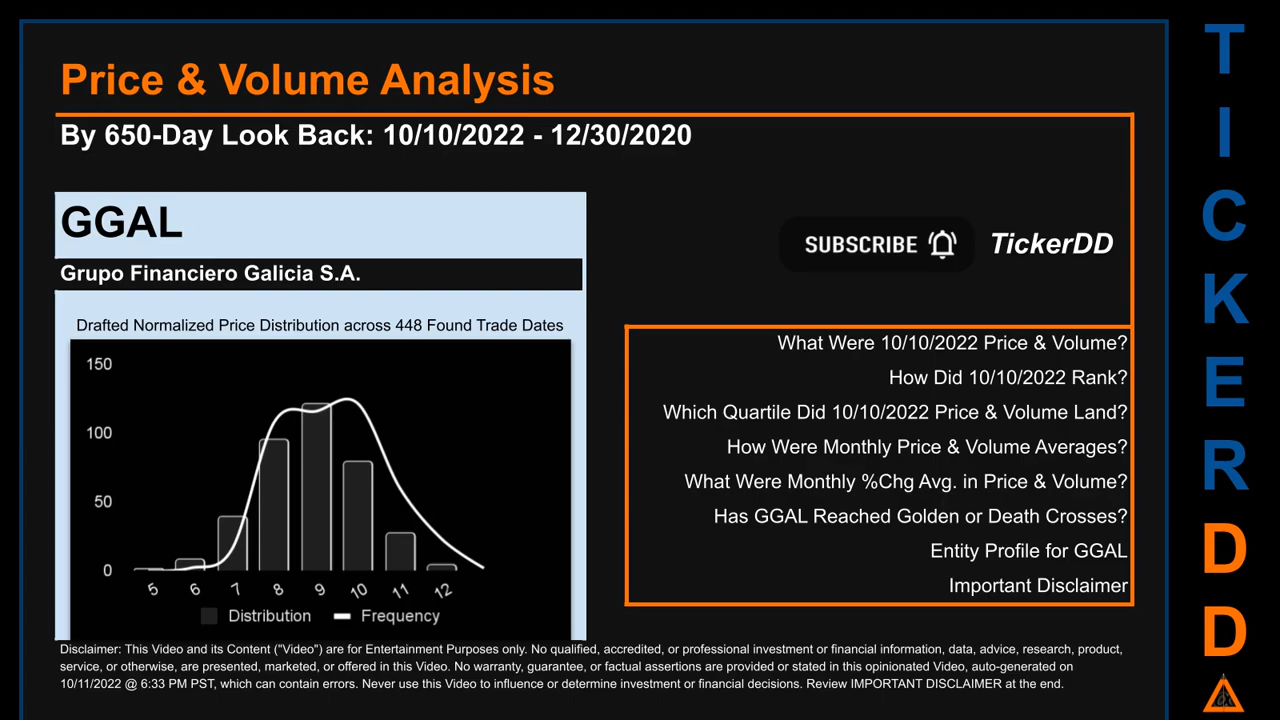 Price & Volume Analysis
By 650-Day Look Back: 10/10/2022 - 12/30/2020
GGAL
Grupo Financiero Galicia S.A.
Drafted Normalized Price Distribution across 448 Found Trade Dates
150
100
50
0
5 6 7 8 9 10 11 12
Distribution Frequency
SUBSCRIBE TickerDD
What Were 10/10/2022 Price & Volume?
How Did 10/10/2022 Rank?
Which Quartile Did 10/10/2022 Price & Volume Land?
How Were Monthly Price & Volume Averages?
What Were Monthly %Chg Avg. in Price & Volume?
Has GGAL Reached Golden or Death Crosses?
Entity Profile for GGAL
Important Disclaimer
Disclaimer: This Video and its Content ("Video") are for Entertainment Purposes only. No qualified, accredited, or professional investment or financial information, data, advice, research, product,
service, or otherwise, are presented, marketed, or offered in this Video. No warranty, guarantee, or factual assertions are provided or stated in this opinionated Video, auto-generated on
10/11/2022 @ 6:33 PM PST, which can contain errors. Never use this Video to influence or determine investment or financial decisions. Review IMPORTANT DISCLAIMER at the end.
T
I
C
K
E
R
D
D